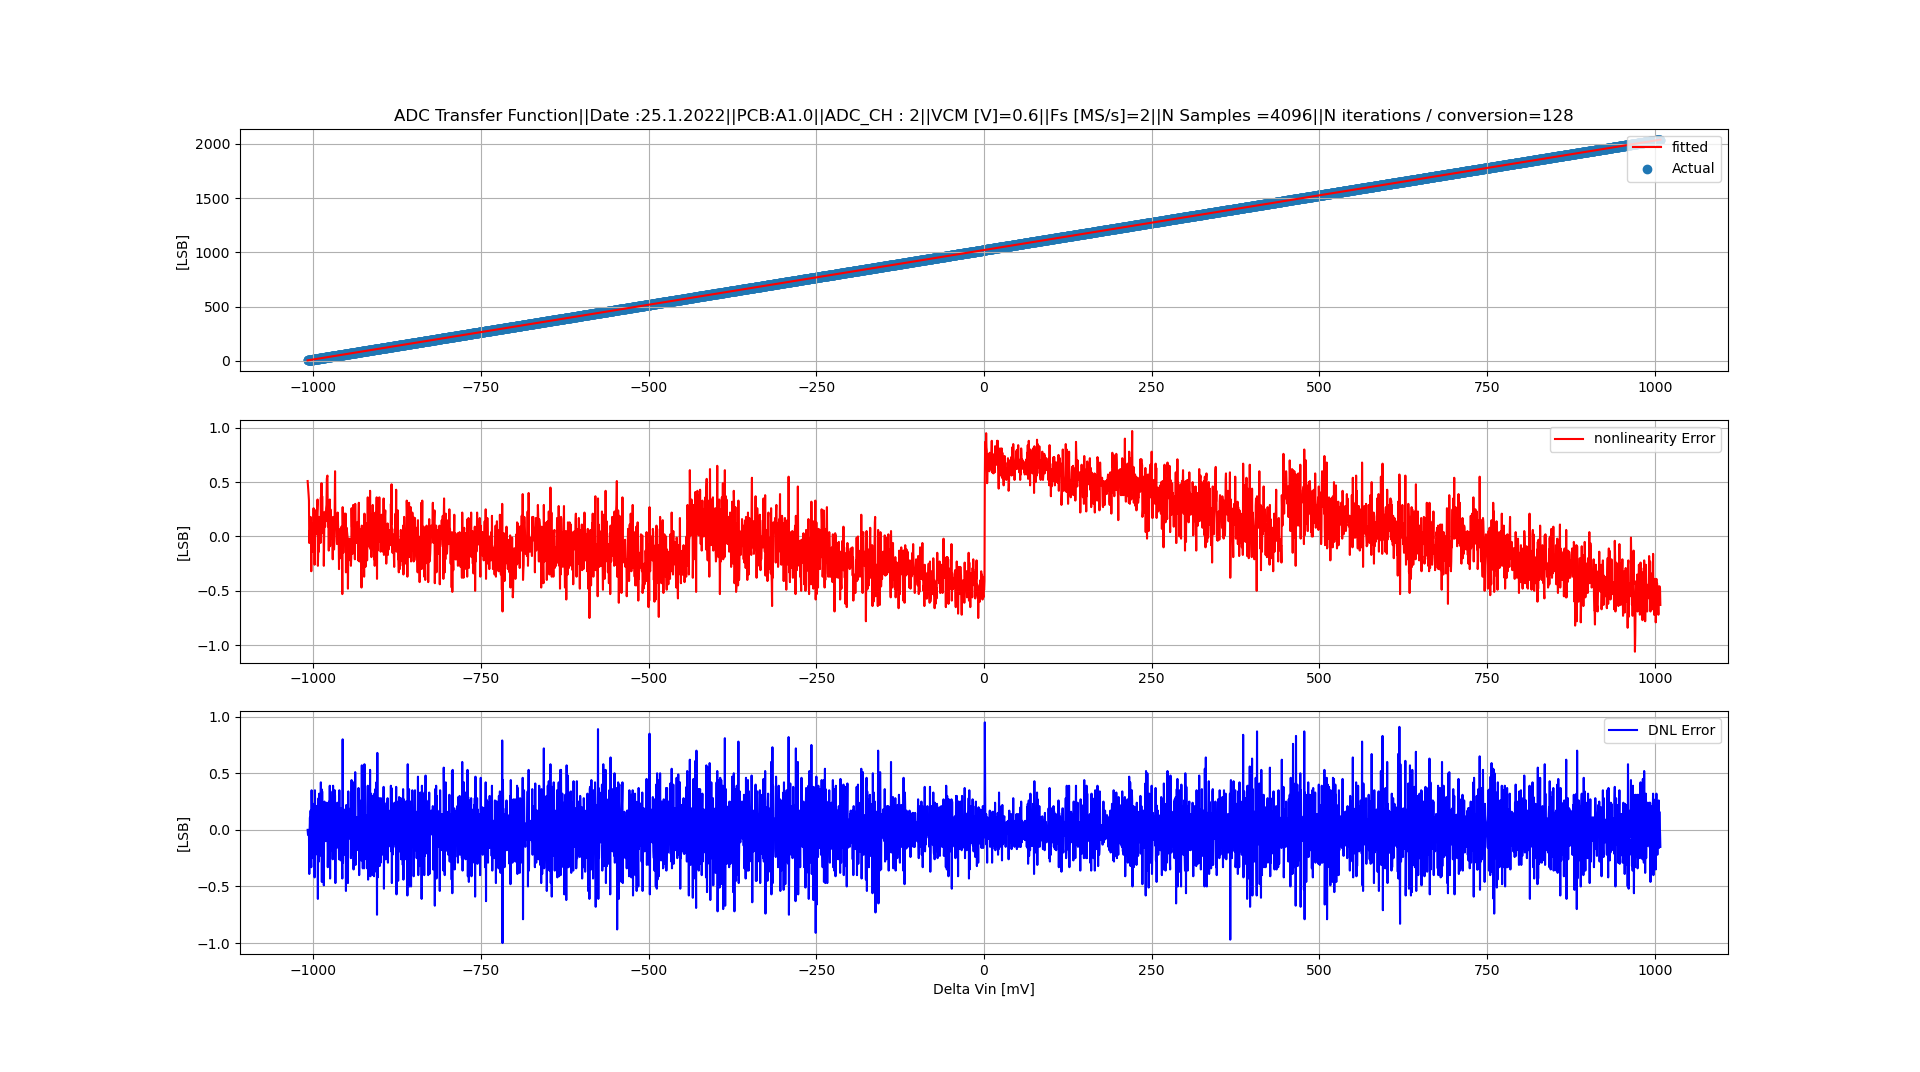 ADC Transfer Function||Date :25.1.2022||PCB:A1.0||ADC_CH : 2||VCM [V]=0.6||Fs [MS/s]=2||N Samples =4096||N iterations / conversion=128
2000
1500
1000
500
0
[LSB]
fitted
Actual
−1000 −750 −500 −250 0 250 500 750 1000
1.0
0.5
0.0
−0.5
−1.0
[LSB]
nonlinearity Error
−1000 −750 −500 −250 0 250 500 750 1000
1.0
0.5
0.0
−0.5
−1.0
[LSB]
DNL Error
−1000 −750 −500 −250 0 250 500 750 1000
Delta Vin [mV]